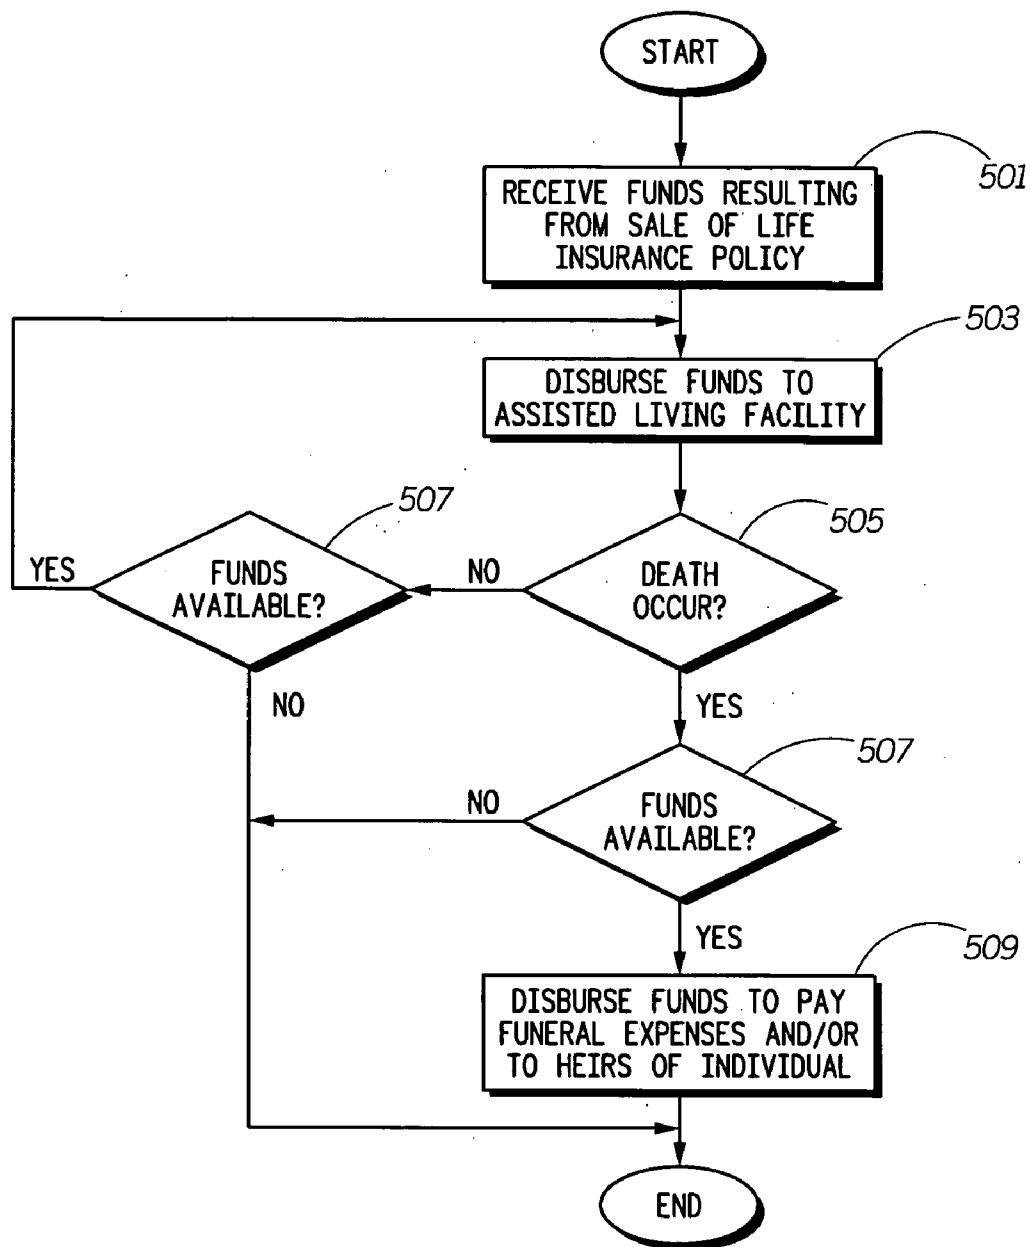 START
501
RECEIVE FUNDS RESULTING
FROM SALE OF LIFE
INSURANCE POLICY
503
DISBURSE FUNDS TO
ASSISTED LIVING FACILITY
507
505
YES
FUNDS
AVAILABLE?
NO
DEATH
OCCUR?
NO
YES
507
NO
FUNDS
AVAILABLE?
YES
509
DISBURSE FUNDS TO PAY
FUNERAL EXPENSES AND/OR
TO HEIRS OF INDIVIDUAL
END